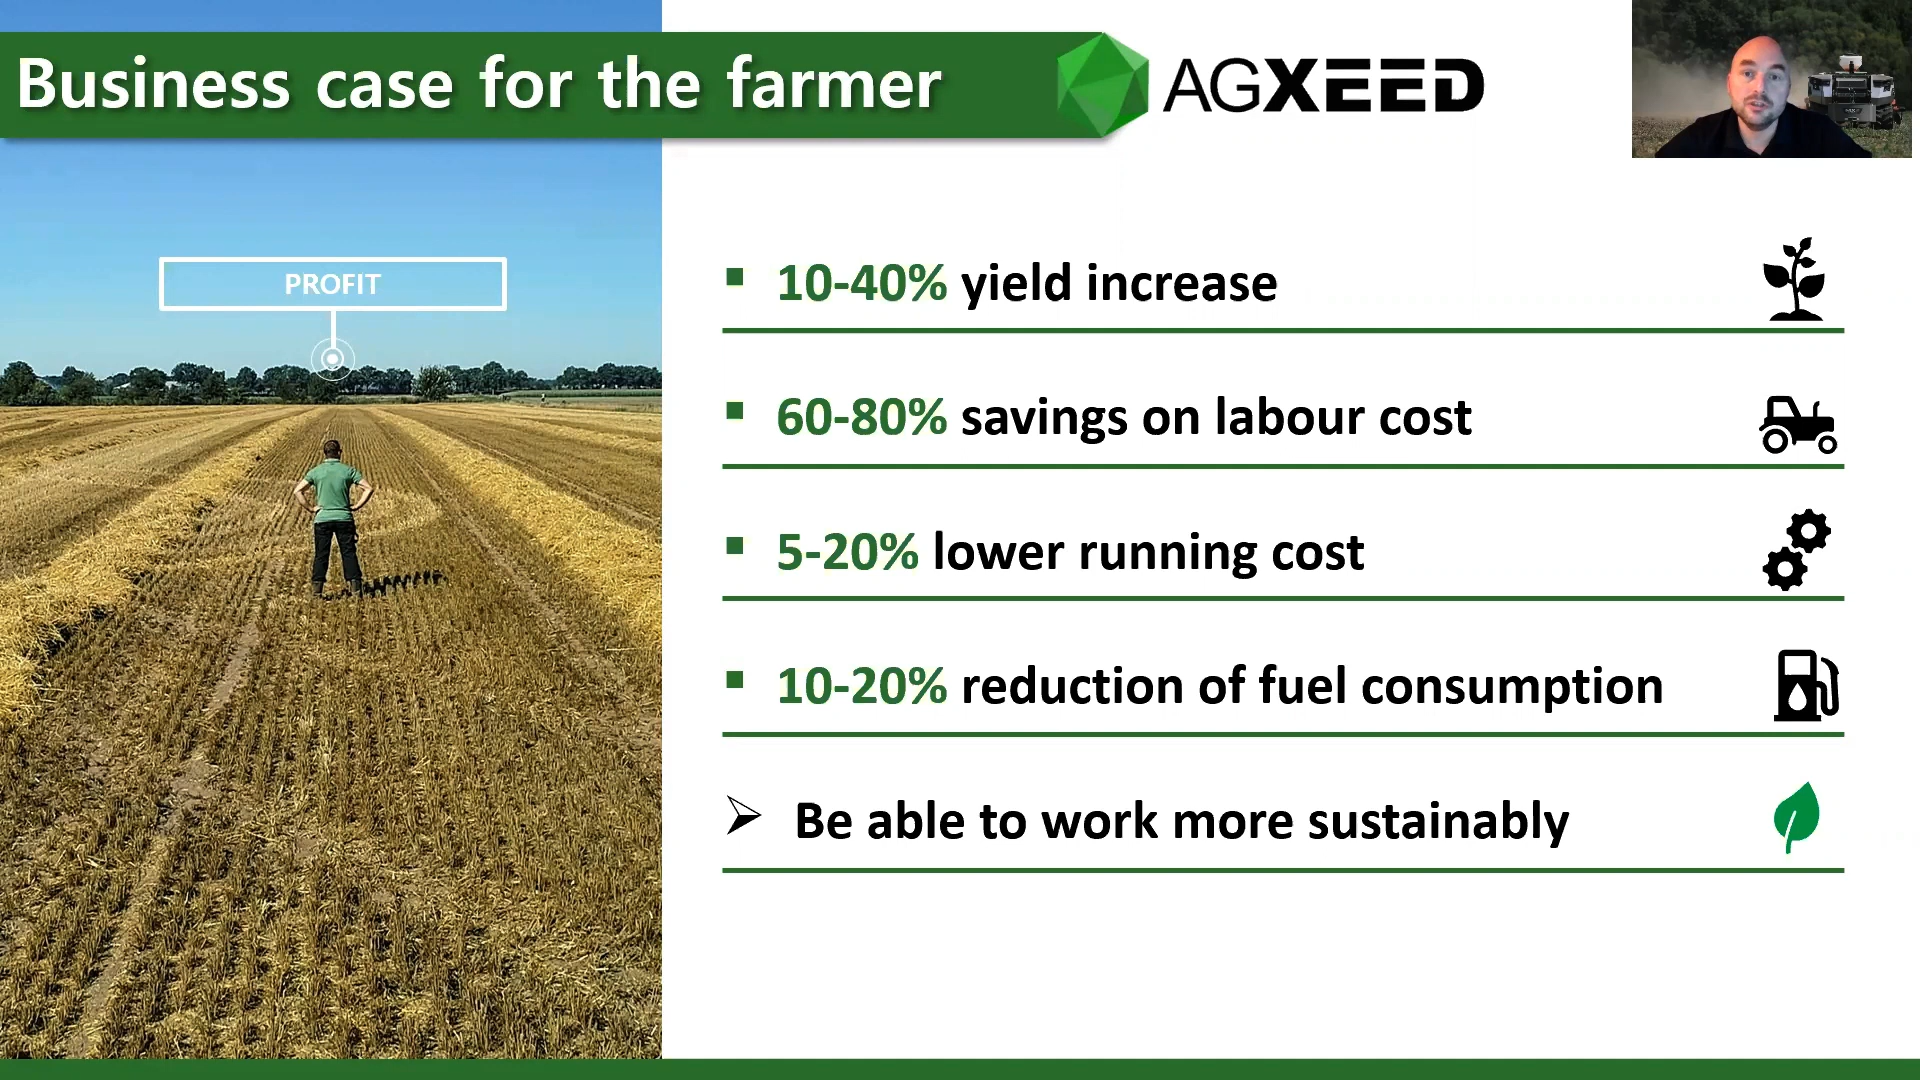 Business case for the farmer
AGXEED
PROFIT
10-40% yield increase
60-80% savings on labour cost
5-20% lower running cost
10-20% reduction of fuel consumption
Be able to work more sustainably